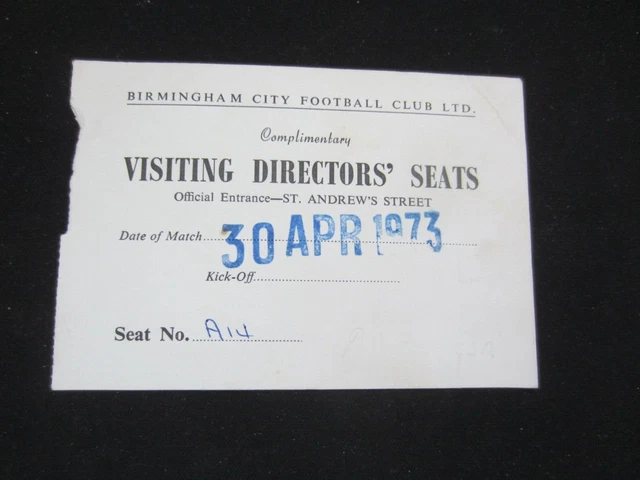 BIRMINGHAM CITY FOOTBALL CLUB LTD.
Complimentary
VISITING DIRECTORS' SEATS
Official Entrance—ST. ANDREW'S STREET
Date of Match 30 APR 1973
Kick-Off
Seat No. A14